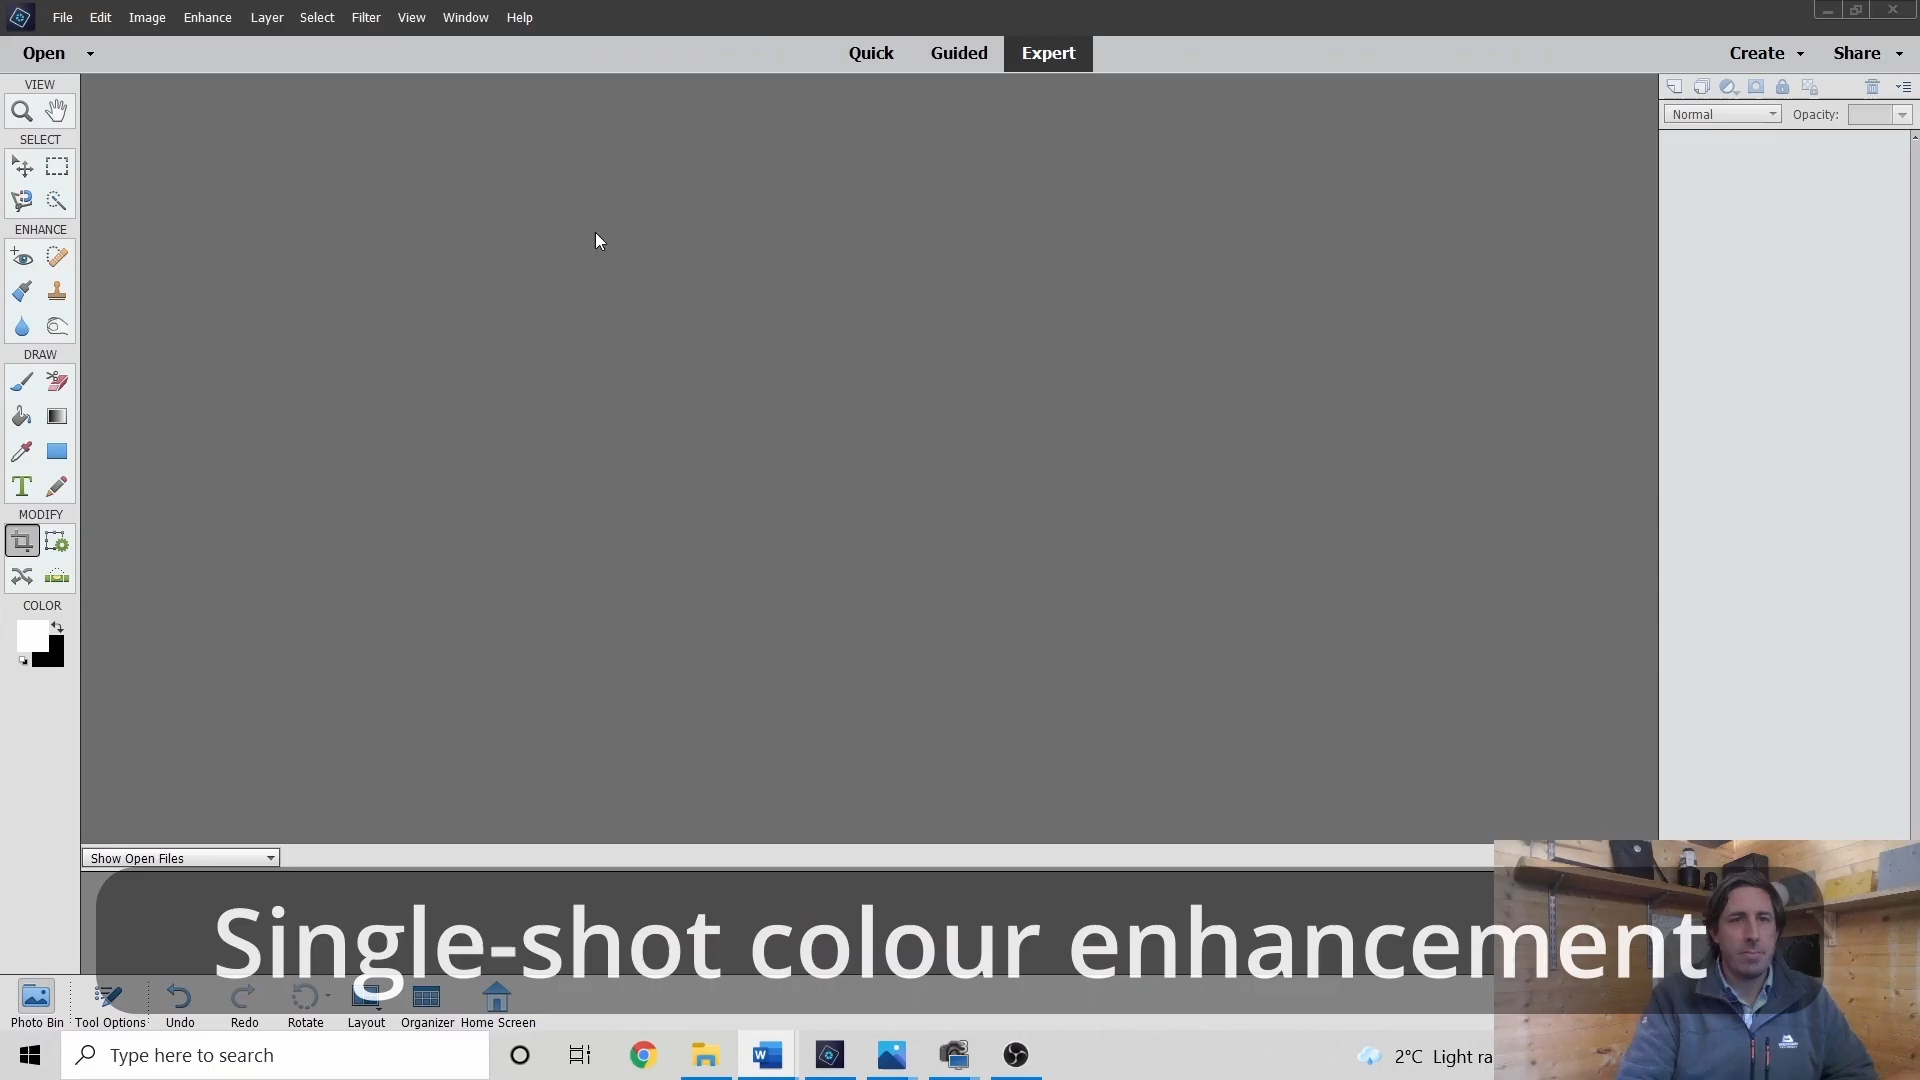 File Edit Image Enhance Layer Select Filter View Window Help
Open Quick Guided Expert Create Share
VIEW
SELECT
ENHANCE
DRAW
T
MODIFY
COLOR
Normal Opacity:
Show Open Files
Single-shot colour enhancement
Photo Bin Tool Options Undo Redo Rotate Layout Organizer Home Screen
Type here to search
W
2°C Light ra